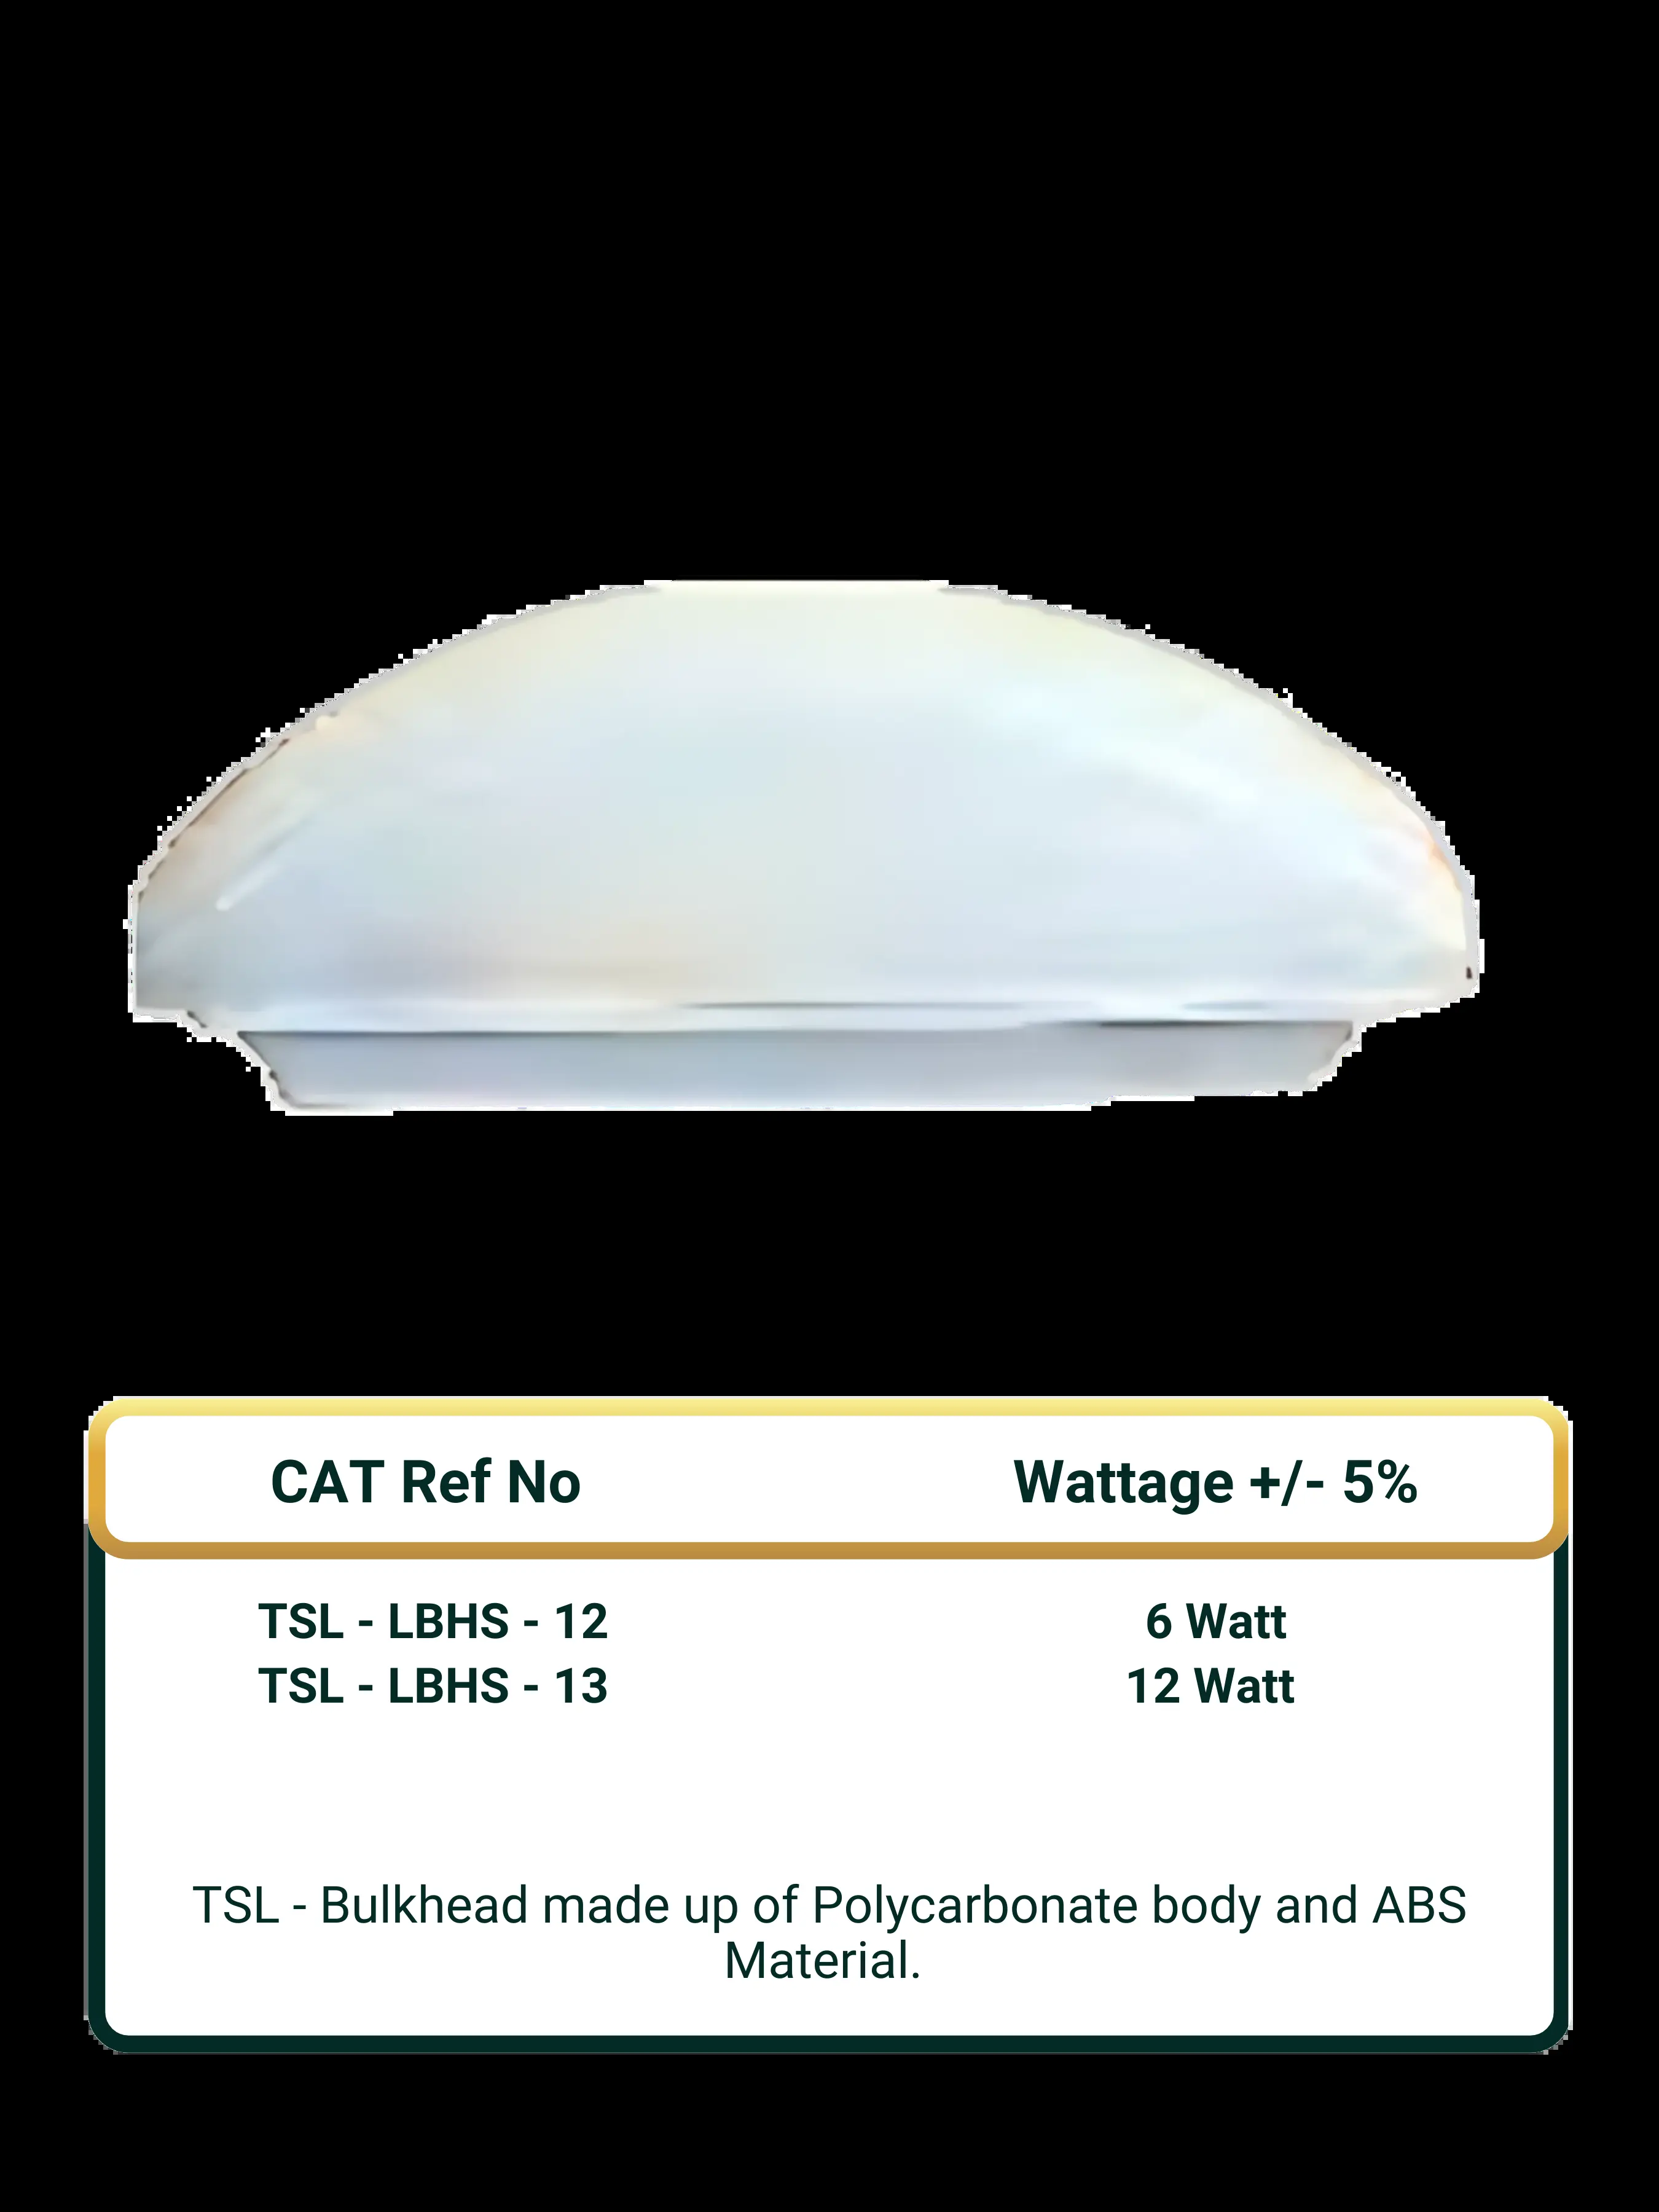 CAT Ref No Wattage +/- 5%
TSL - LBHS - 12 6 Watt
TSL - LBHS - 13 12 Watt
TSL - Bulkhead made up of Polycarbonate body and ABS
Material.